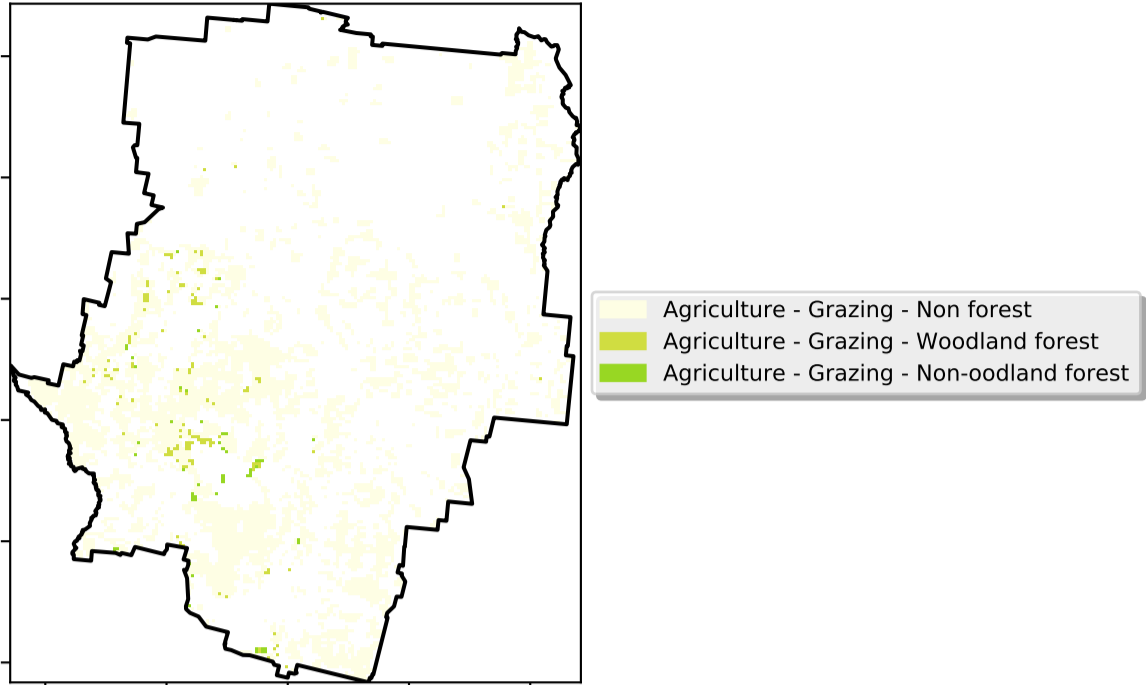 Agriculture - Grazing - Non forest
Agriculture - Grazing - Woodland forest
Agriculture - Grazing - Non-oodland forest